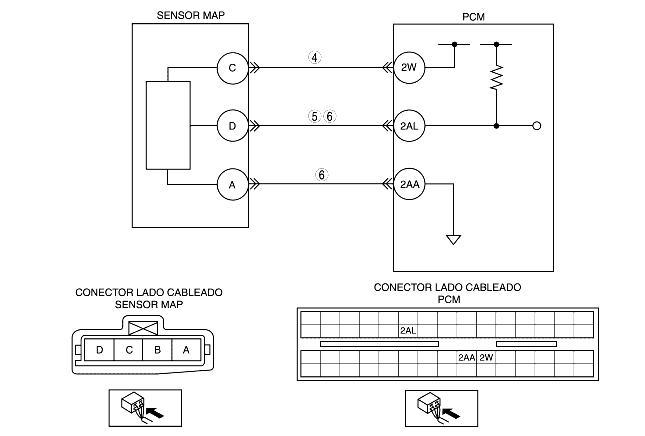 SENSOR MAP
PCM
C
4
2W
D
5 6
2AL
A
6
2AA
CONECTOR LADO CABLEADO
SENSOR MAP
D C B A
CONECTOR LADO CABLEADO
PCM
2AL
2AA 2W